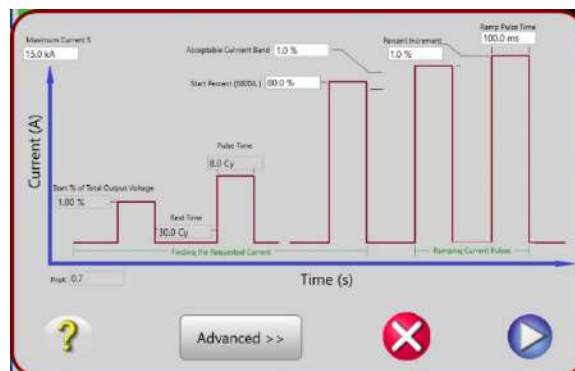 Maximum Current S
15.0 kA
Acceptable Current Band
1.0 %
Percent Increment
1.0 %
Ramp Pulse Time
100.0 ms
Start Percent (8800A)
80.0 %
Pulse Time
8.0 Cy
Start % of Total Output Voltage
1.00 %
Rest Time
30.0 Cy
Finding the Requested Current
Ramping Current Pulses
Current (A)
Time (s)
0.7
Advanced >>